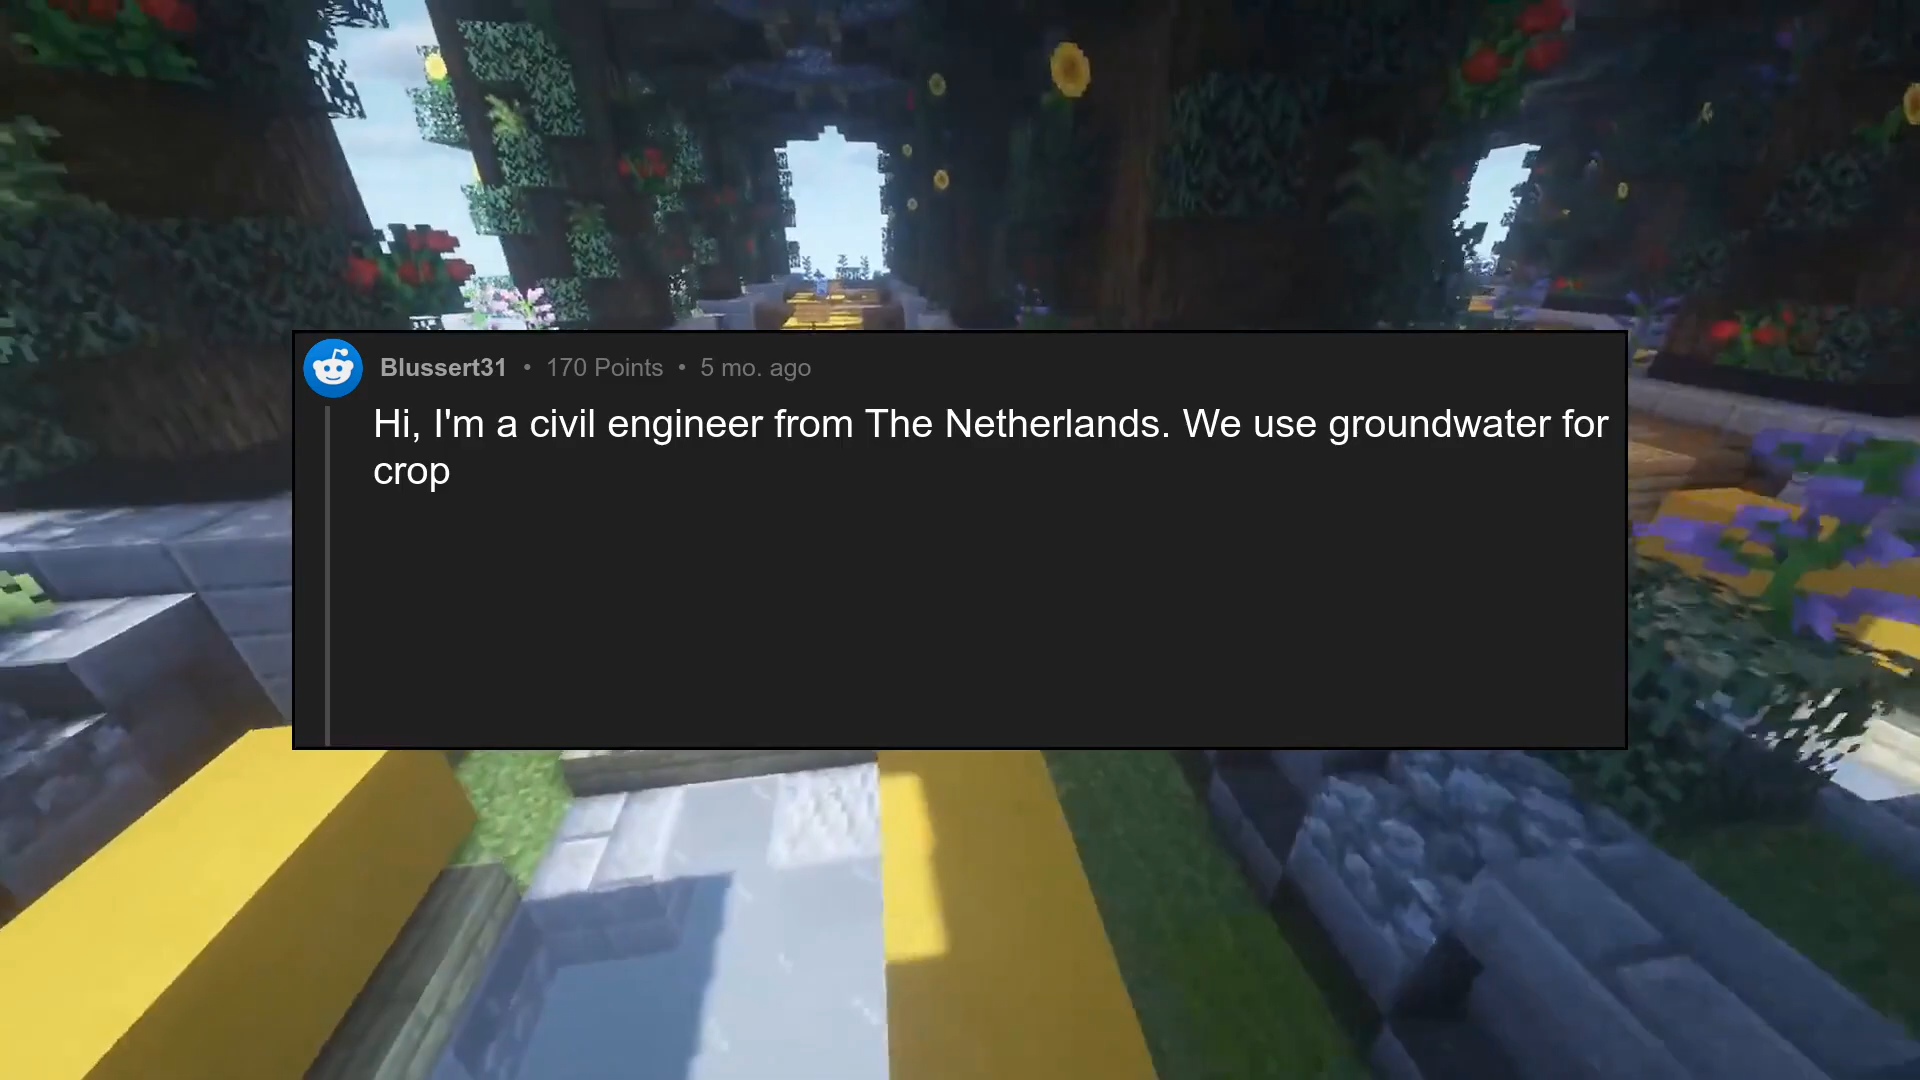 Blussert31 • 170 Points • 5 mo. ago
Hi, I'm a civil engineer from The Netherlands. We use groundwater for
crop